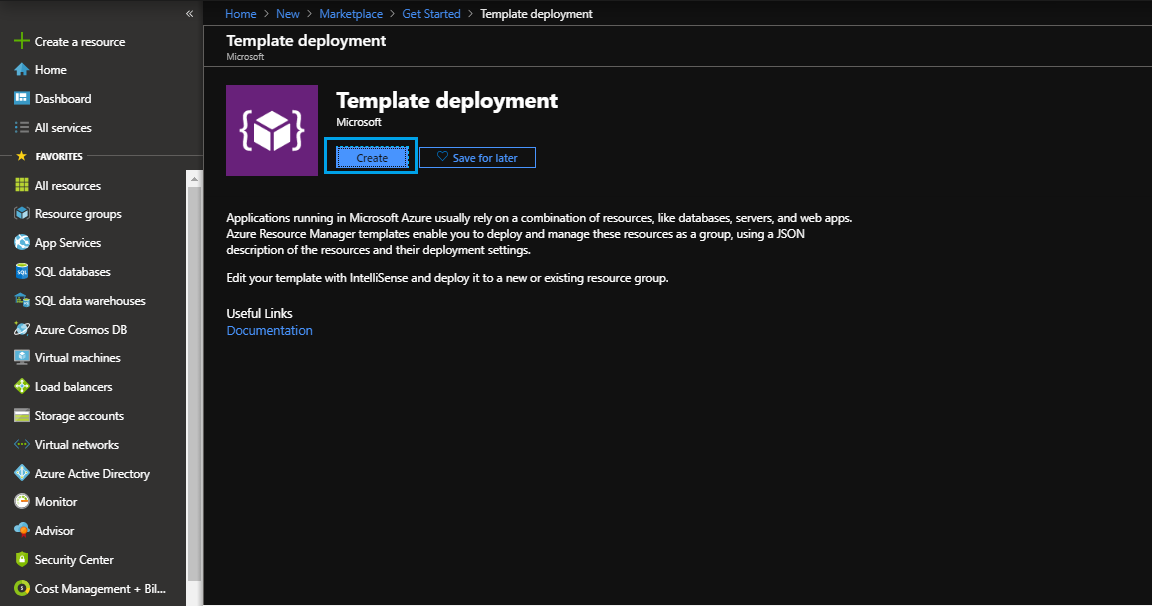 «
Create a resource
Home
Dashboard
All services
FAVORITES
All resources
Resource groups
App Services
SQL databases
SQL data warehouses
Azure Cosmos DB
Virtual machines
Load balancers
Storage accounts
Virtual networks
Azure Active Directory
Monitor
Advisor
Security Center
Cost Management + Bil...
Home > New > Marketplace > Get Started > Template deployment
Template deployment
Microsoft
Template deployment
Microsoft
Create
Save for later
Applications running in Microsoft Azure usually rely on a combination of resources, like databases, servers, and web apps.
Azure Resource Manager templates enable you to deploy and manage these resources as a group, using a JSON
description of the resources and their deployment settings.
Edit your template with IntelliSense and deploy it to a new or existing resource group.
Useful Links
Documentation